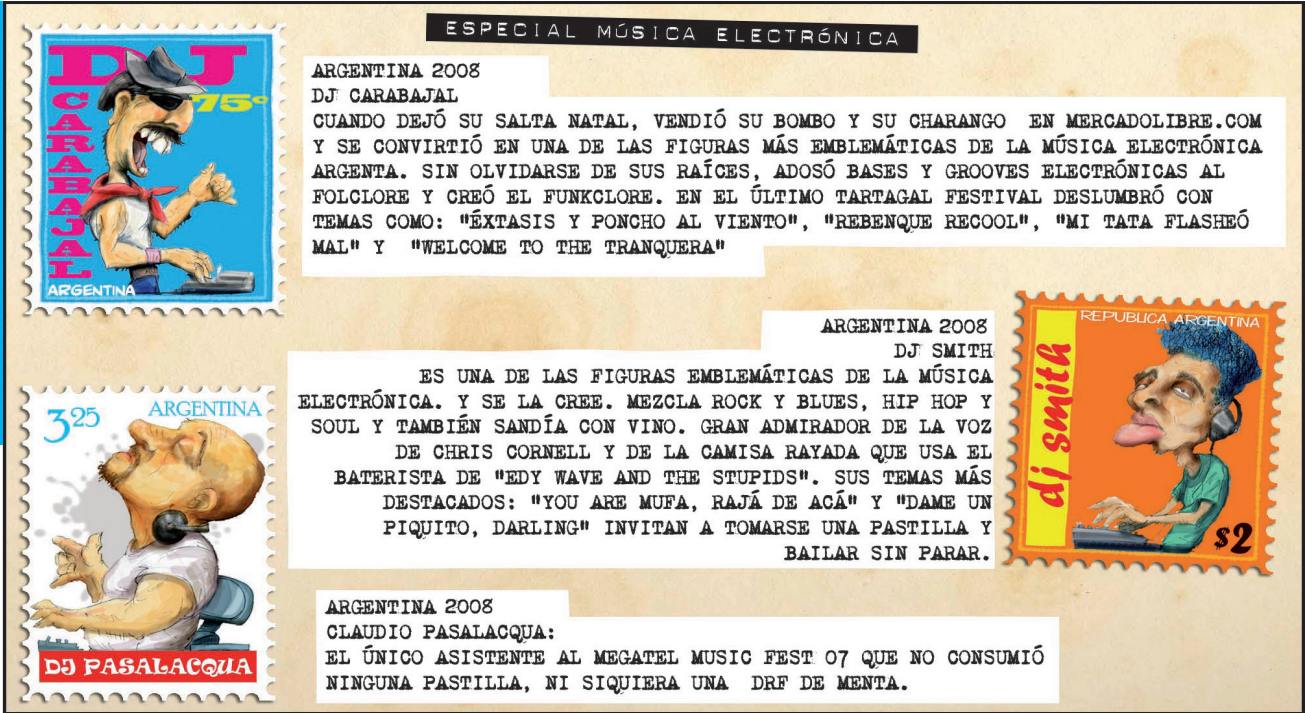 ESPECIAL MÚSICA ELECTRÓNICA
DJ
CARABAJAL
75º
ARGENTINA
ARGENTINA 2008
DJ CARABAJAL
CUANDO DEJÓ SU SALTA NATAL, VENDIÓ SU BOMBO Y SU CHARANGO EN MERCADOLIBRE.COM
Y SE CONVIRTIÓ EN UNA DE LAS FIGURAS MÁS EMBLEMÁTICAS DE LA MÚSICA ELECTRÓNICA
ARGENTA. SIN OLVIDARSE DE SUS RAÍCES, ADOSÓ BASES Y GROOVES ELECTRÓNICAS AL
FOLCLORE Y CREÓ EL FUNKCLORE. EN EL ÚLTIMO TARTAGAL FESTIVAL DESLUMBRÓ CON
TEMAS COMO: "ÉXTASIS Y PONCHO AL VIENTO", "REBENQUE RECOOL", "MI TATA FLASHEÓ
MAL" Y "WELCOME TO THE TRANQUERA"
ARGENTINA 2008
DJ SMITH
ES UNA DE LAS FIGURAS EMBLEMÁTICAS DE LA MÚSICA
ELECTRÓNICA. Y SE LA CREE. MEZCLA ROCK Y BLUES, HIP HOP Y
SOUL Y TAMBIÉN SANDÍA CON VINO. GRAN ADMIRADOR DE LA VOZ
DE CHRIS CORNELL Y DE LA CAMISA RAYADA QUE USA EL
BATERISTA DE "EDY WAVE AND THE STUPIDS". SUS TEMAS MÁS
DESTACADOS: "YOU ARE MUFA, RAJÁ DE ACÁ" Y "DAME UN
PIQUITO, DARLING" INVITAN A TOMARSE UNA PASTILLA Y
BAILAR SIN PARAR.
REPUBLICA ARGENTINA
dj smith
$2
3.25
ARGENTINA
DJ PASALACQUA
ARGENTINA 2008
CLAUDIO PASALACQUA:
EL ÚNICO ASISTENTE AL MEGATEL MUSIC FEST 07 QUE NO CONSUMIÓ
NINGUNA PASTILLA, NI SIQUIERA UNA DRF DE MENTA.